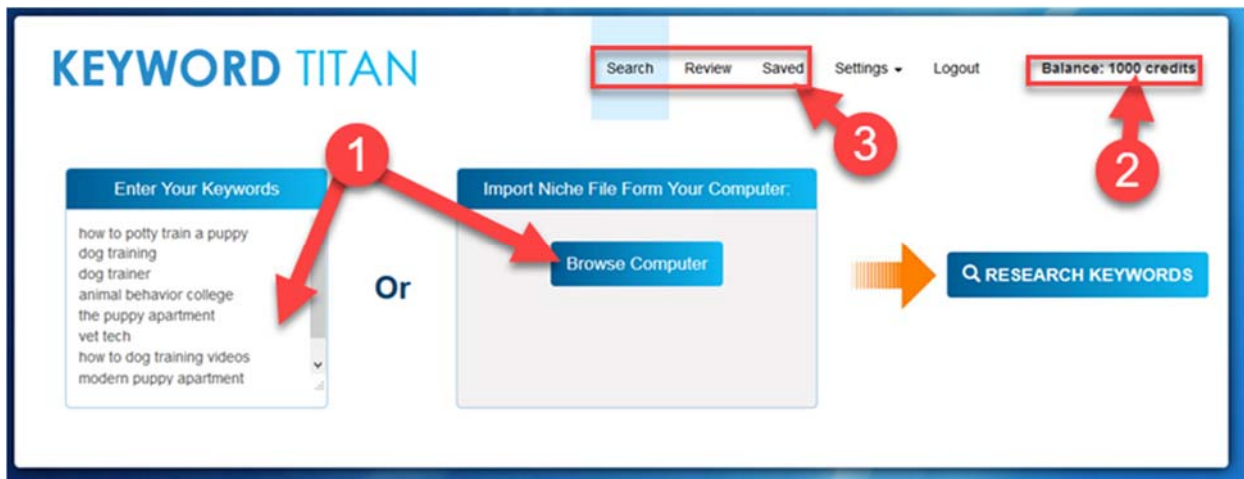 KEYWORD TITAN
Search Review Saved Settings Logout Balance: 1000 credits
3
2
1
Enter Your Keywords
how to potty train a puppy
dog training
dog trainer
animal behavior college
the puppy apartment
vet tech
how to dog training videos
modern puppy apartment
Or
Import Niche File Form Your Computer:
Browse Computer
RESEARCH KEYWORDS